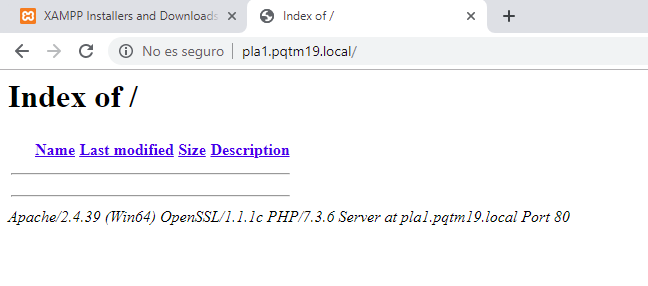 XAMPP Installers and Downloads
Index of /
No es seguro | pla1.pqtm19.local/
Index of /
Name Last modified Size Description
Apache/2.4.39 (Win64) OpenSSL/1.1.1c PHP/7.3.6 Server at pla1.pqtm19.local Port 80